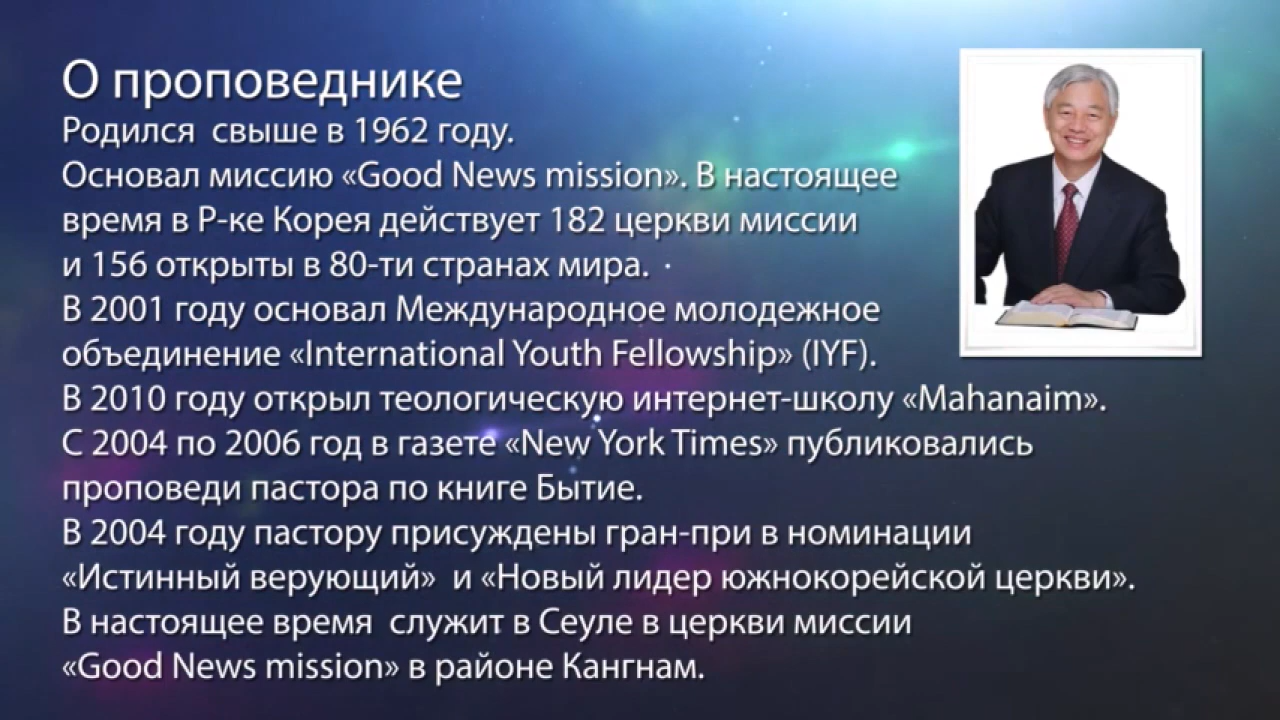 О проповеднике
Родился свыше в 1962 году.
Основал миссию «Good News mission». В настоящее
время в Р-ке Корея действует 182 церкви миссии
и 156 открыты в 80-ти странах мира.
В 2001 году основал Международное молодежное
объединение «International Youth Fellowship» (IYF).
В 2010 году открыл теологическую интернет-школу «Mahanaim».
С 2004 по 2006 год в газете «New York Times» публиковались
проповеди пастора по книге Бытие.
В 2004 году пастору присуждены гран-при в номинации
«Истинный верующий» и «Новый лидер южнокорейской церкви».
В настоящее время служит в Сеуле в церкви миссии
«Good News mission» в районе Кангнам.